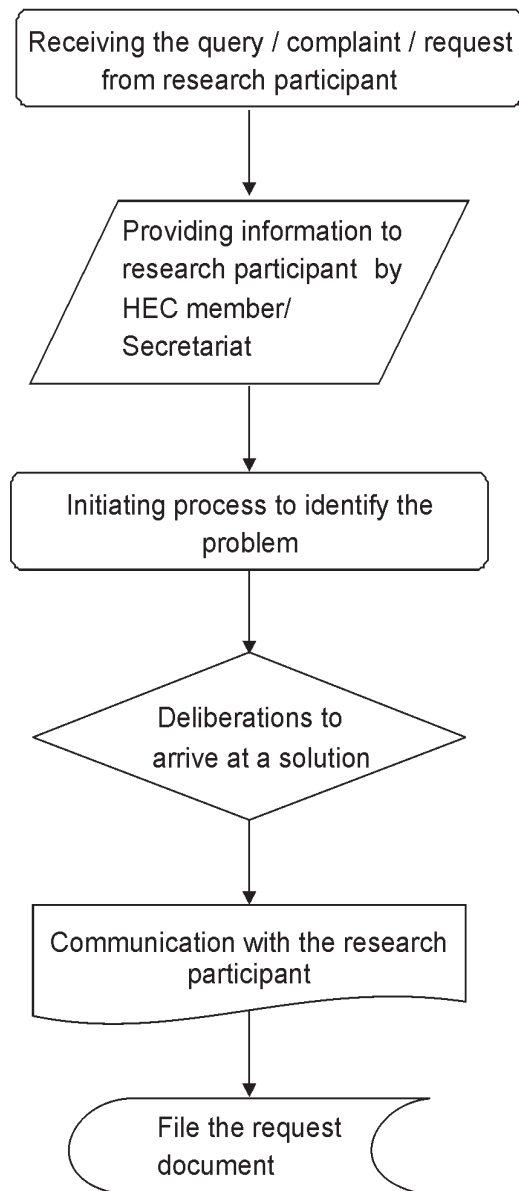 Receiving the query / complaint / request
from research participant
Providing information to
research participant by
HEC member/
Secretariat
Initiating process to identify the
problem
Deliberations to
arrive at a solution
Communication with the research
participant
File the request
document